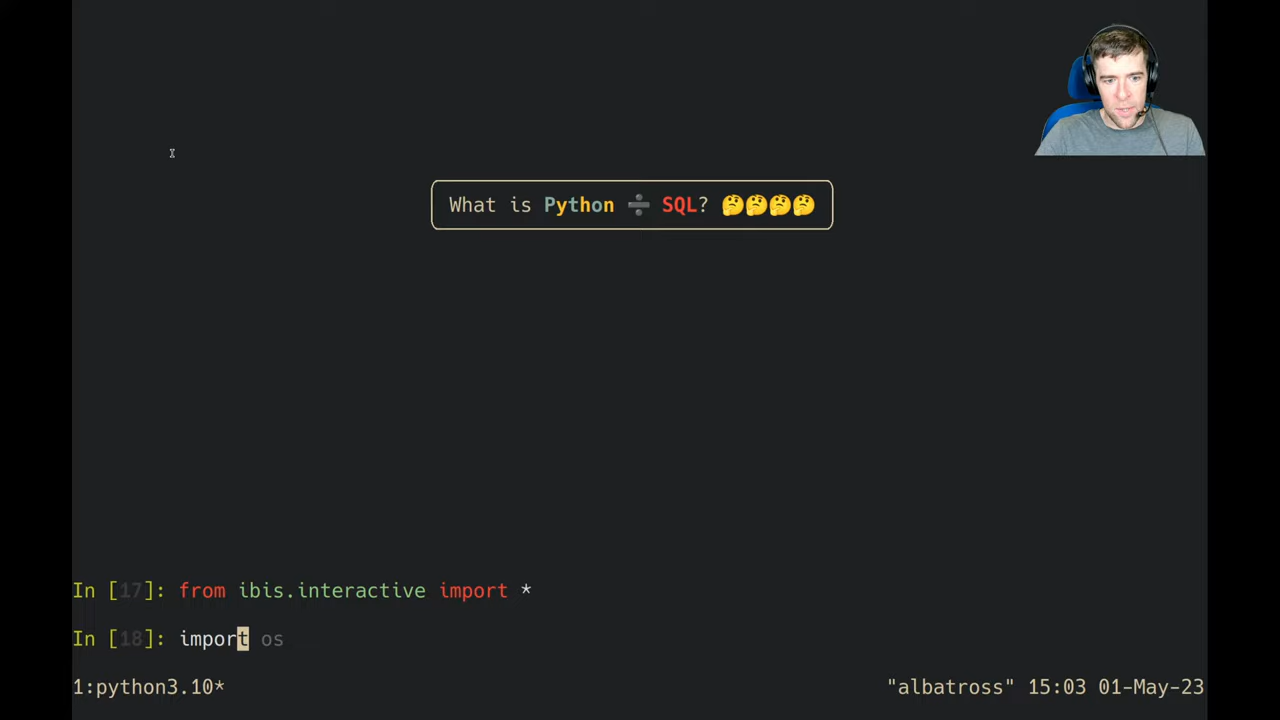 What is Python ➗ SQL? 🤔🤔🤔🤔
In [17]: from ibis.interactive import *
In [18]: import os
1:python3.10*
"albatross" 15:03 01-May-23